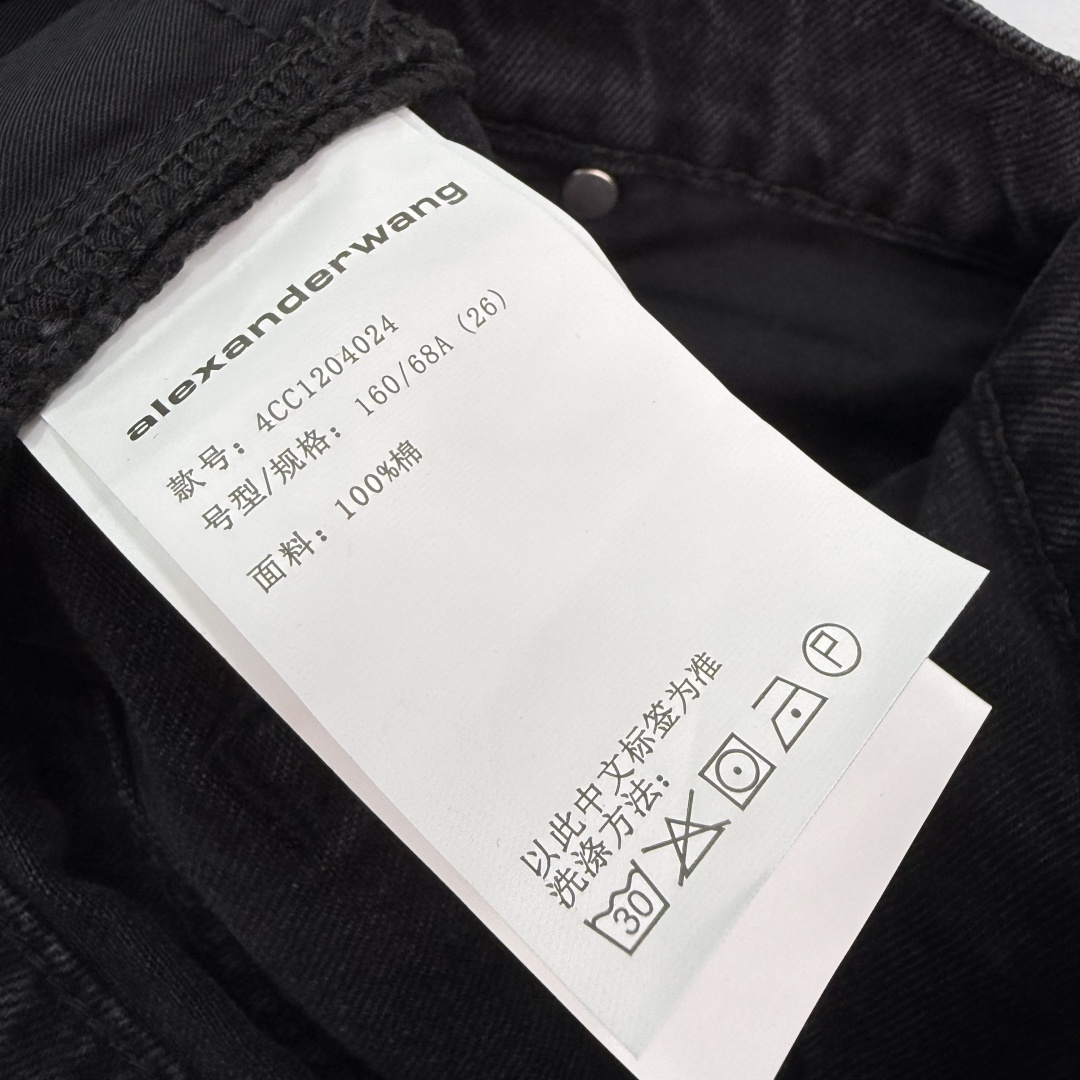 alexanderwang
款号: 4CC1204024
号型/规格: 160/68A (26)
面料: 100%棉
以此中文标签为准
洗涤方法:
30
P